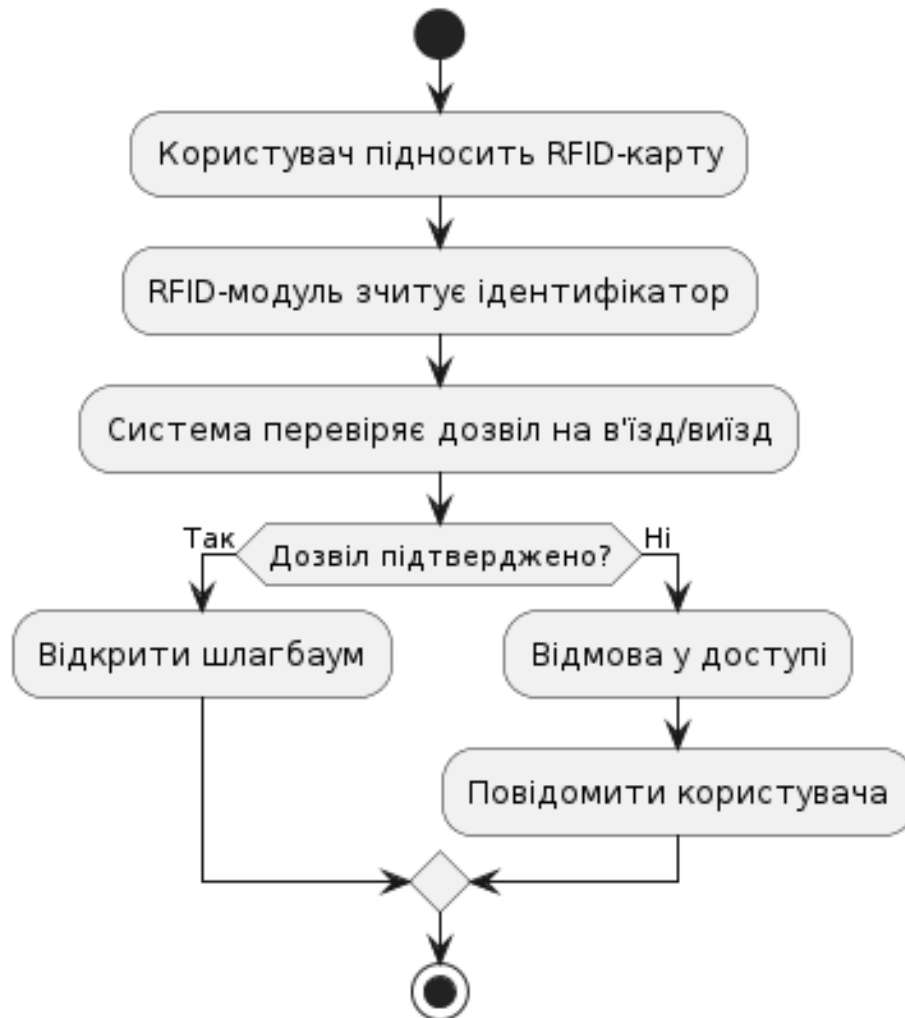 Користувач підносить RFID-карту
RFID-модуль зчитує ідентифікатор
Система перевіряє дозвіл на в'їзд/виїзд
Так
Дозвіл підтверджено?
Ні
Відкрити шлагбаум
Відмова у доступі
Повідомити користувача